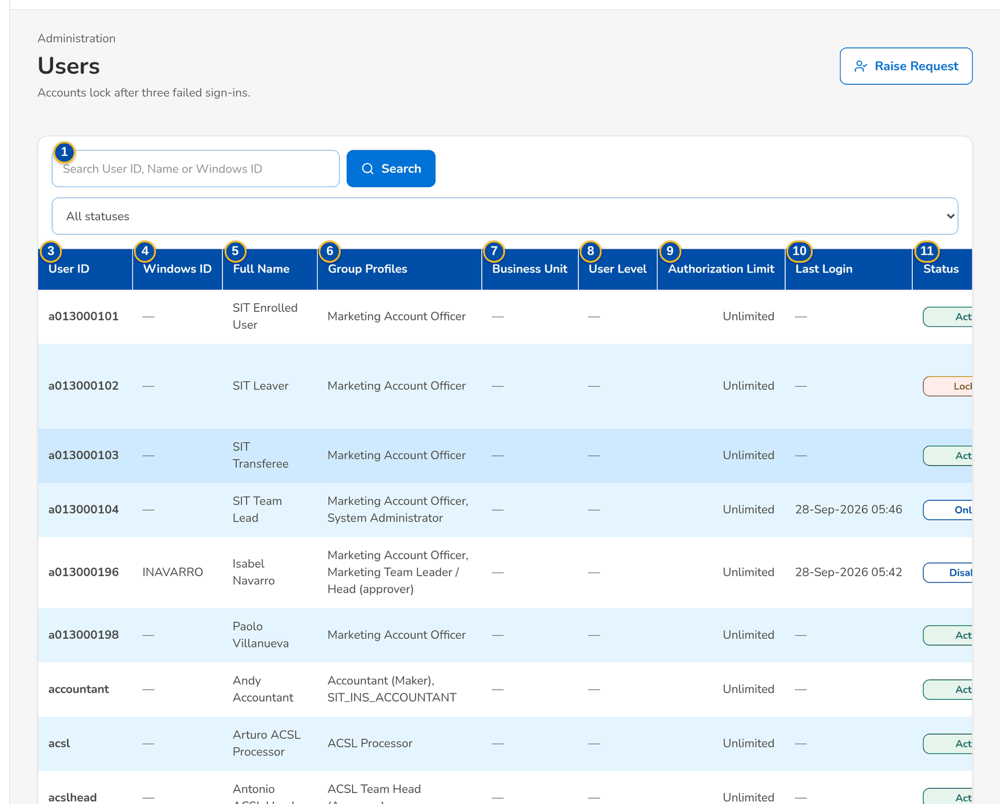 Administration
Users
Accounts lock after three failed sign-ins.
Raise Request
1
Search User ID, Name or Windows ID
Search
All statuses
3 4 5 6 7 8 9 10 11
User ID Windows ID Full Name Group Profiles Business Unit User Level Authorization Limit Last Login Status
a013000101 — SIT Enrolled User Marketing Account Officer — — Unlimited — Act
a013000102 — SIT Leaver Marketing Account Officer — — Unlimited —
a013000103 — SIT Transferee Marketing Account Officer — — Unlimited — Act
a013000104 — SIT Team Lead Marketing Account Officer, System Administrator — — Unlimited 28-Sep-2026 05:46 Onl
a013000196 INAVARRO Isabel Navarro Marketing Account Officer, Marketing Team Leader / Head (approver) — — Unlimited 28-Sep-2026 05:42 Disa
a013000198 — Paolo Villanueva Marketing Account Officer — — Unlimited — Act
accountant — Andy Accountant Accountant (Maker), SIT_INS_ACCOUNTANT — — Unlimited — Act
acsl — Arturo ACSL Processor ACSL Processor — — Unlimited — Act
acslhead — Antonio ACSL Team Head — — Unlimited — Act